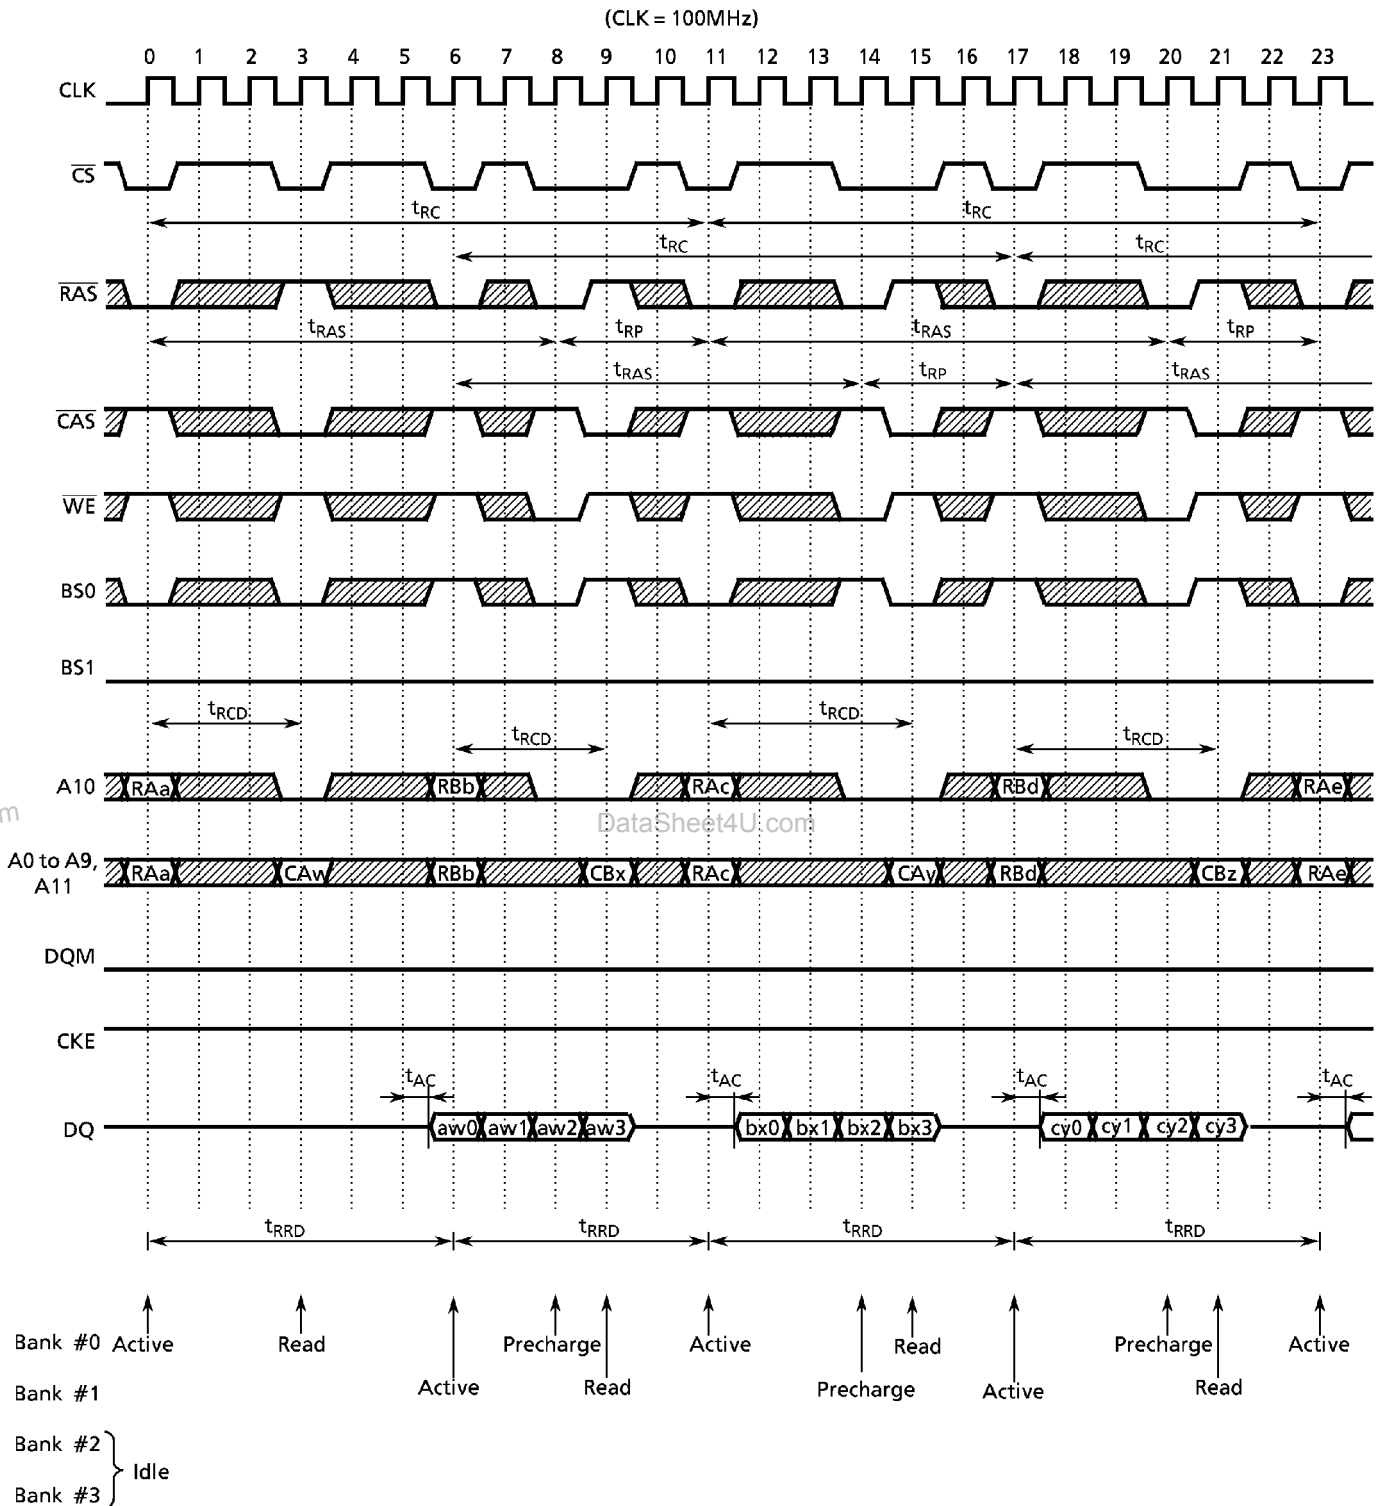 (CLK = 100MHz)
0 1 2 3 4 5 6 7 8 9 10 11 12 13 14 15 16 17 18 19 20 21 22 23
CLK
CS
tRC tRC
tRC tRC
RAS
tRAS tRP tRAS tRP
tRAS tRP tRAS
CAS
WE
BS0
BS1
tRCD tRCD
tRCD tRCD
A10 RAa RBb RAc RBd RAe
DataSheet4U.com
A0 to A9,
A11
RAa CAw RBb CBx RAc CAy RBd CBz RAe
DQM
CKE
tAC tAC tAC tAC
DQ aw0 aw1 aw2 aw3 bx0 bx1 bx2 bx3 cy0 cy1 cy2 cy3
tRRD tRRD tRRD tRRD
Bank #0 Active Read Precharge Active Read Precharge Active
Bank #1 Active Read Precharge Active Read
Bank #2
Idle
Bank #3